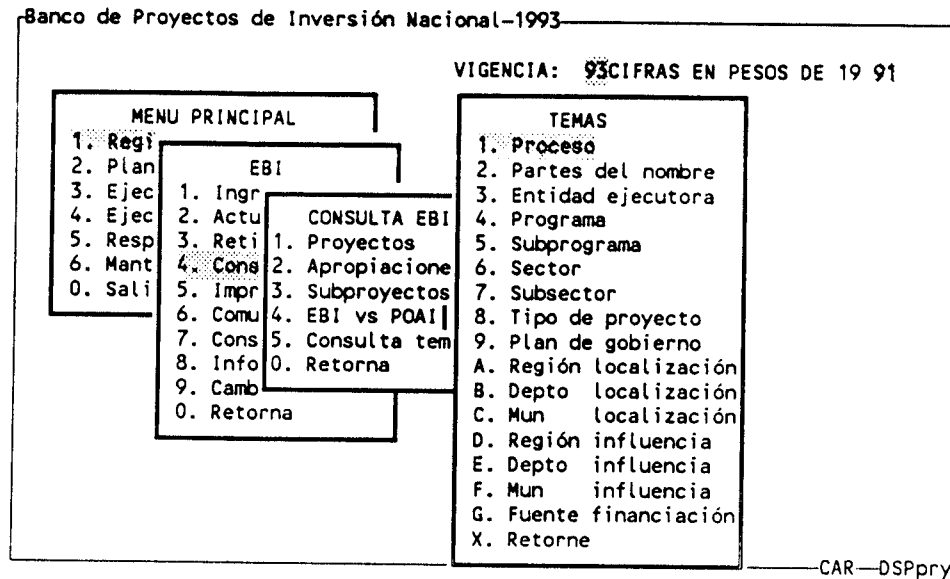 Banco de Proyectos de Inversión Nacional-1993
VIGENCIA: 93CIFRAS EN PESOS DE 19 91
MENU PRINCIPAL
1. Regi
2. Plan
3. Ejec
4. Ejec
5. Resp
6. Mant
0. Sali
EBI
1. Ingr
2. Actu
3. Reti
4. Cons
5. Impr
6. Comu
7. Cons
8. Info
9. Camb
0. Retorna
CONSULTA EBI
1. Proyectos
2. Apropiacione
3. Subproyectos
4. EBI vs POAI
5. Consulta tem
0. Retorna
TEMAS
1. Proceso
2. Partes del nombre
3. Entidad ejecutora
4. Programa
5. Subprograma
6. Sector
7. Subsector
8. Tipo de proyecto
9. Plan de gobierno
A. Región localización
B. Depto localización
C. Mun localización
D. Región influencia
E. Depto influencia
F. Mun influencia
G. Fuente financiación
X. Retorne
CAR—DSPpry